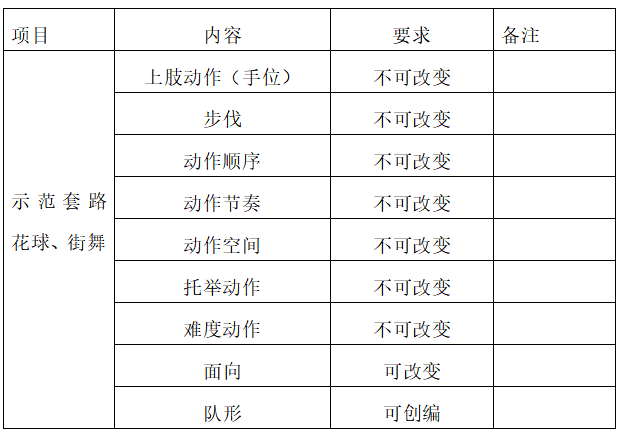 项目 内容 要求 备注
上肢动作（手位） 不可改变
步伐 不可改变
动作顺序 不可改变
示范套路
动作节奏 不可改变
花球、街舞
动作空间 不可改变
托举动作 不可改变
难度动作 不可改变
面向 可改变
队形 可创编